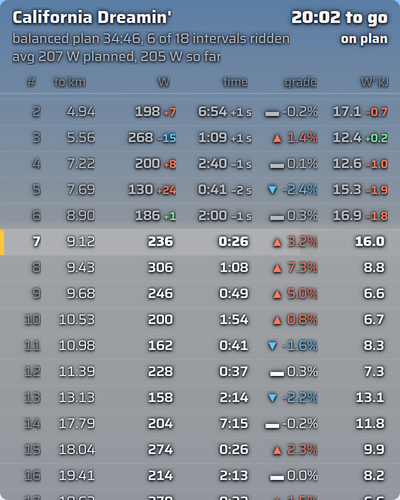 California Dreamin' 20:02 to go
balanced plan 34:46, 6 of 18 intervals ridden on plan
avg 207 W planned, 205 W so far
# to km W time grade W' kJ
2 4.94 198 +7 6:54 +1 s -0.2% 17.1 -0.7
3 5.56 268 -15 1:09 +1 s ▲ 1.4% 12.4 +0.2
4 7.22 200 +8 2:40 -1 s 0.1% 12.6 -1.0
5 7.69 130 +24 0:41 -2 s ▼ -2.4% 15.3 -1.9
6 8.90 186 +1 2:00 -1 s 0.3% 16.9 -1.8
7 9.12 236 0:26 ▲ 3.2% 16.0
8 9.43 306 1:08 ▲ 7.3% 8.8
9 9.68 246 0:49 ▲ 5.0% 6.6
10 10.53 200 1:54 ▲ 0.8% 6.7
11 10.98 162 0:41 ▼ -1.6% 8.3
12 11.39 228 0:37 0.3% 7.3
13 13.13 158 2:14 ▼ -2.2% 13.1
14 17.79 204 7:15 -0.2% 11.8
15 18.04 274 0:26 ▲ 2.3% 9.9
16 19.41 214 2:13 0.0% 8.2